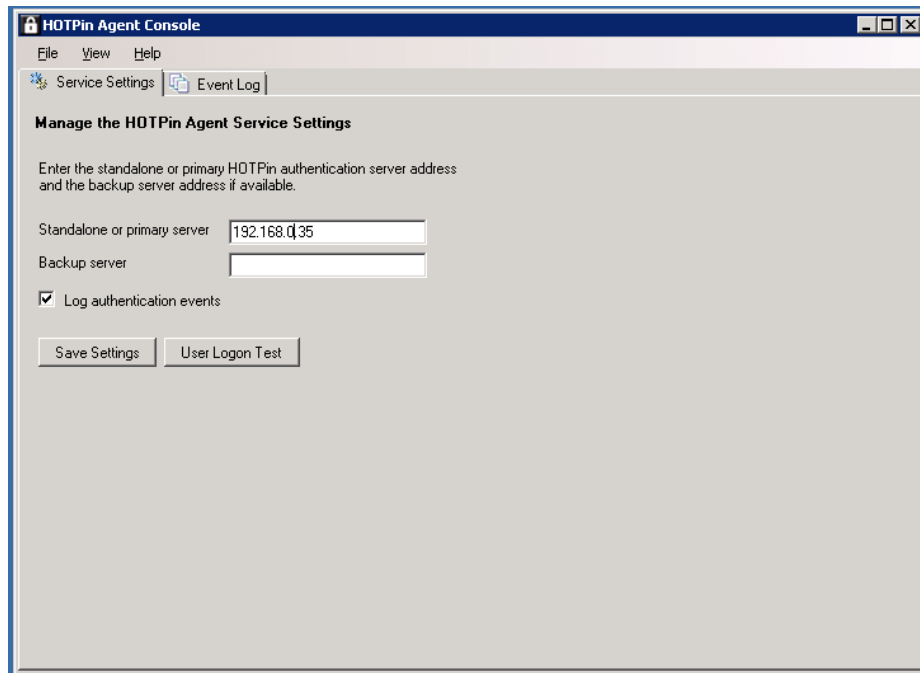 HOTPin Agent Console
File View Help
Service Settings Event Log
Manage the HOTPin Agent Service Settings
Enter the standalone or primary HOTPin authentication server address
and the backup server address if available.
Standalone or primary server 192.168.0.35
Backup server
Log authentication events
Save Settings User Logon Test